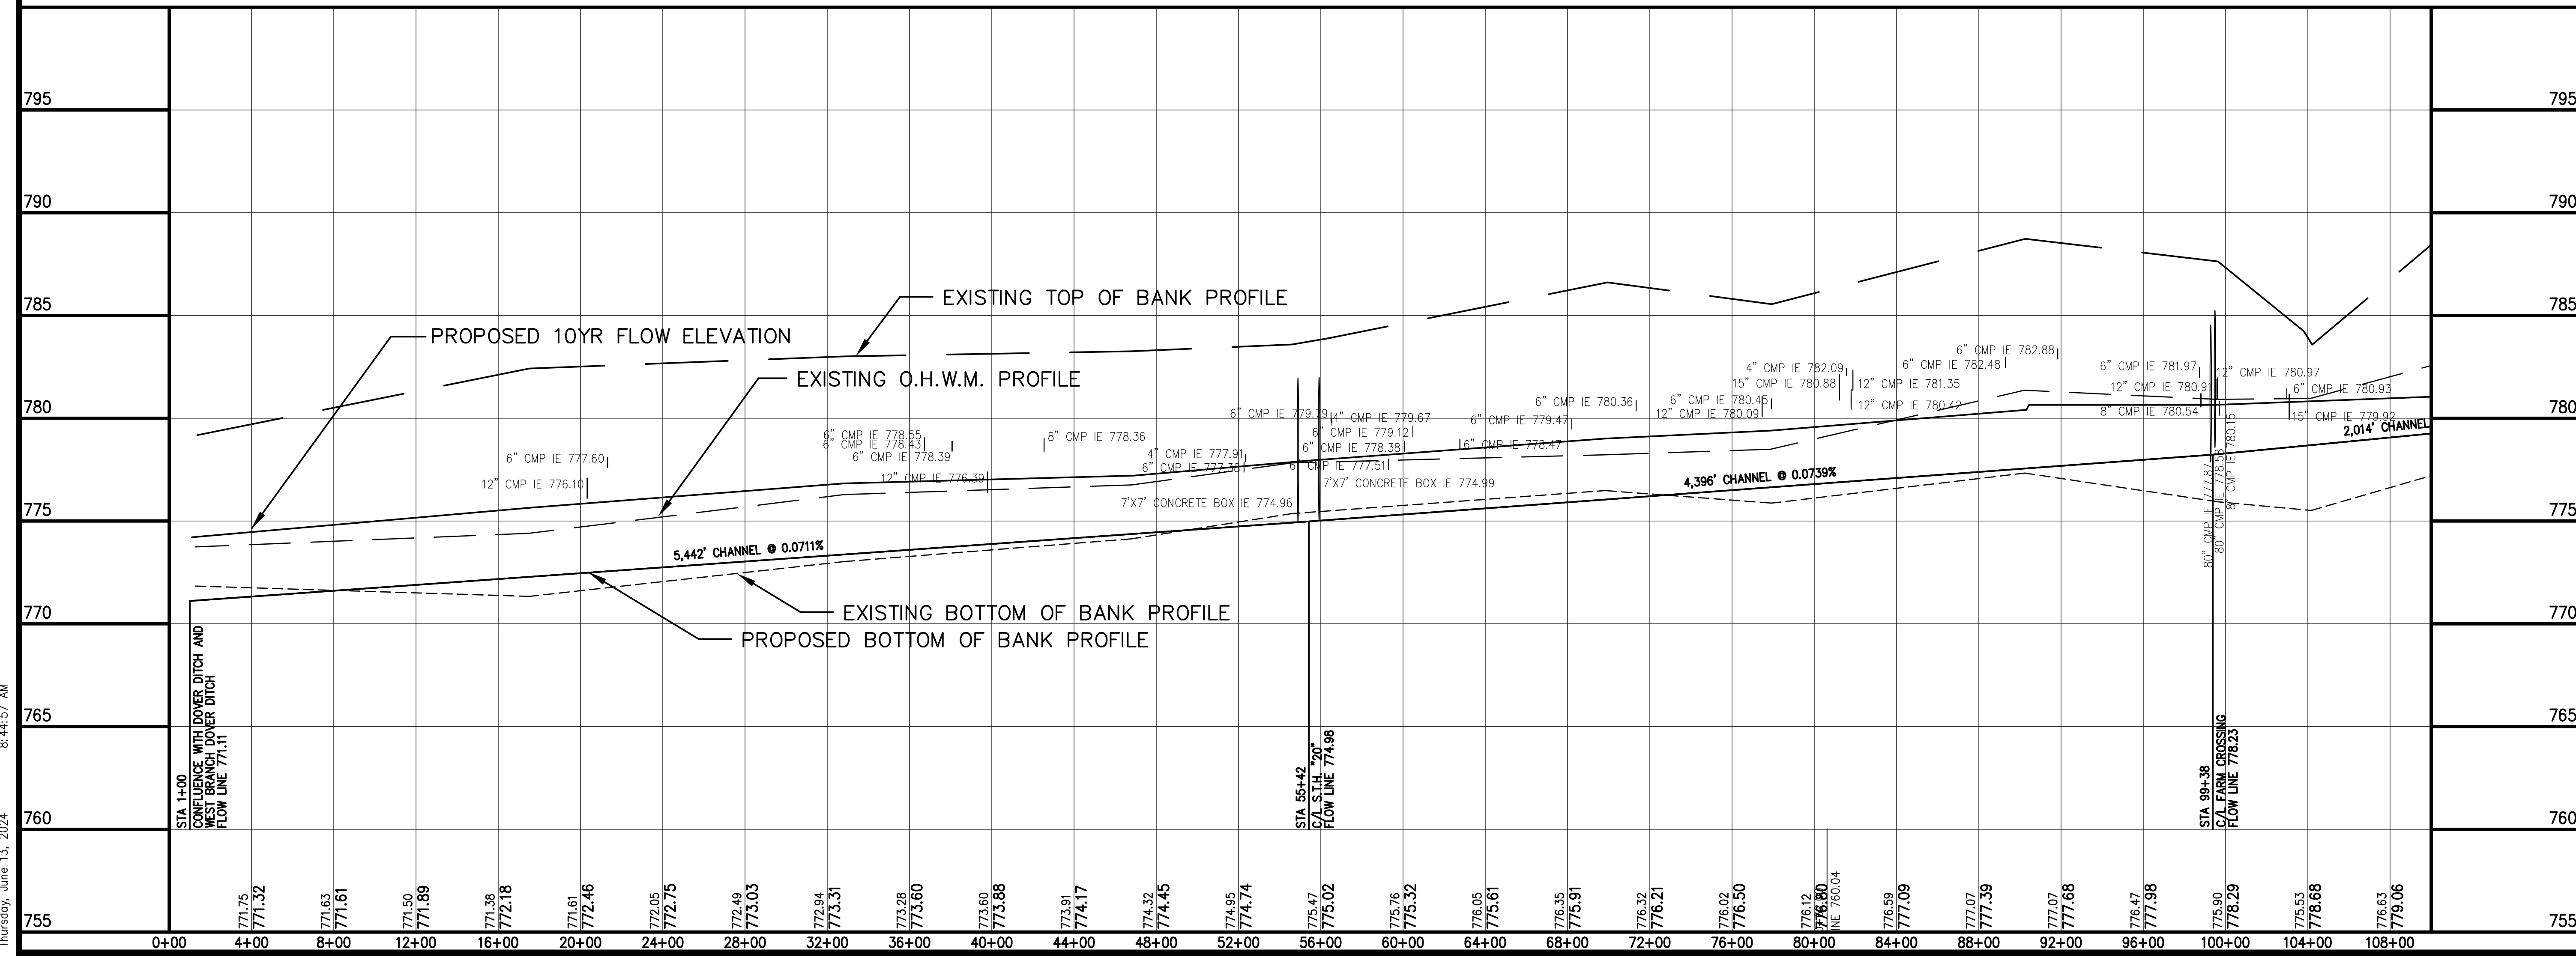 795
795
790
790
785
785
780
780
775
775
770
770
765
765
760
760
755
755
EXISTING TOP OF BANK PROFILE
PROPOSED 10YR FLOW ELEVATION
EXISTING O.H.W.M. PROFILE
EXISTING BOTTOM OF BANK PROFILE
PROPOSED BOTTOM OF BANK PROFILE
5,442' CHANNEL @ 0.0711%
4,396' CHANNEL @ 0.0739%
2,014' CHANNEL
6" CMP IE 777.60
12" CMP IE 776.10
6" CMP IE 778.55
6" CMP IE 778.43
6" CMP IE 778.39
12" CMP IE 776.39
8" CMP IE 778.36
4" CMP IE 777.91
6" CMP IE 777.38
7'X7' CONCRETE BOX IE 774.96
6" CMP IE 779.79
4" CMP IE 779.67
6" CMP IE 779.12
6" CMP IE 778.38
6" CMP IE 777.51
7'X7' CONCRETE BOX IE 774.99
6" CMP IE 779.47
6" CMP IE 778.47
6" CMP IE 780.36
6" CMP IE 780.45
12" CMP IE 780.09
4" CMP IE 782.09
15" CMP IE 780.88
12" CMP IE 781.35
12" CMP IE 780.42
6" CMP IE 782.88
6" CMP IE 782.48
6" CMP IE 781.97
12" CMP IE 780.91
8" CMP IE 780.54
12" CMP IE 780.97
6" CMP IE 780.93
15" CMP IE 779.92
80" CMP IE 777.87
80" CMP IE 778.58
8" CMP IE 780.15
STA 1+00
CONFLUENCE WITH DOVER DITCH AND
WEST BRANCH DOVER DITCH
FLOW LINE 771.11
STA 55+42
C/L S.T.H. "20"
FLOW LINE 774.98
STA 99+38
C/L FARM CROSSING
FLOW LINE 778.23
INE 760.04
771.75
771.32
771.63
771.61
771.50
771.89
771.38
772.18
771.61
772.46
772.05
772.75
772.49
773.03
772.94
773.31
773.28
773.60
773.60
773.88
773.91
774.17
774.32
774.45
774.95
774.74
775.47
775.02
775.76
775.32
776.05
775.61
776.35
775.91
776.32
776.21
776.02
776.50
776.12
776.80
776.59
777.09
777.07
777.39
777.07
777.68
776.47
777.98
775.90
778.29
775.53
778.68
776.63
779.06
0+00 4+00 8+00 12+00 16+00 20+00 24+00 28+00 32+00 36+00 40+00 44+00 48+00 52+00 56+00 60+00 64+00 68+00 72+00 76+00 80+00 84+00 88+00 92+00 96+00 100+00 104+00 108+00
Thursday, June 13, 2024 8:44:57 AM